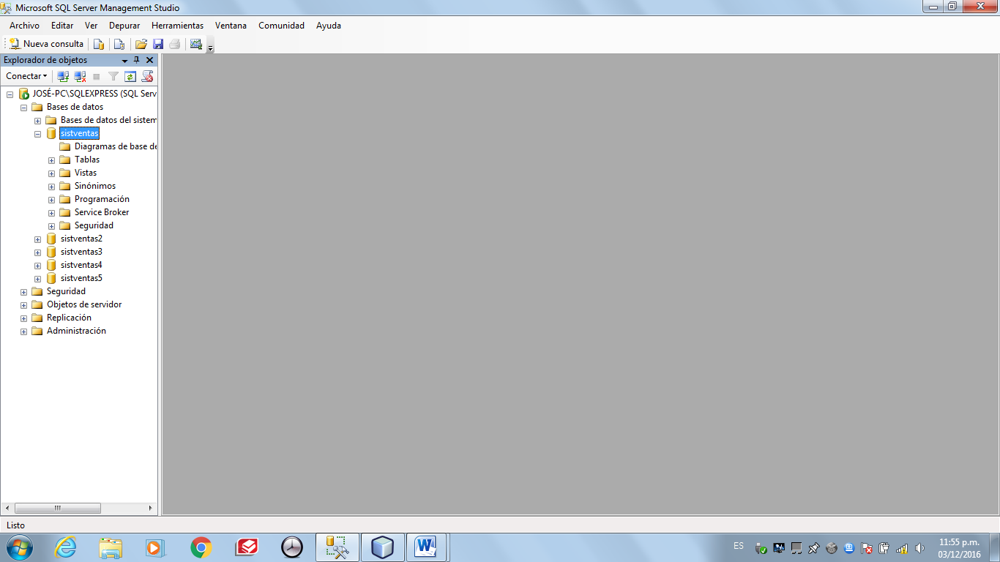 Microsoft SQL Server Management Studio
Archivo Editar Ver Depurar Herramientas Ventana Comunidad Ayuda
Nueva consulta
Explorador de objetos
Conectar
JOSÉ-PC\SQLEXPRESS (SQL Serv
Bases de datos
Bases de datos del sistem
sistventas
Diagramas de base de
Tablas
Vistas
Sinónimos
Programación
Service Broker
Seguridad
sistventas2
sistventas3
sistventas4
sistventas5
Seguridad
Objetos de servidor
Replicación
Administración
Listo
ES
11:55 p.m.
03/12/2016